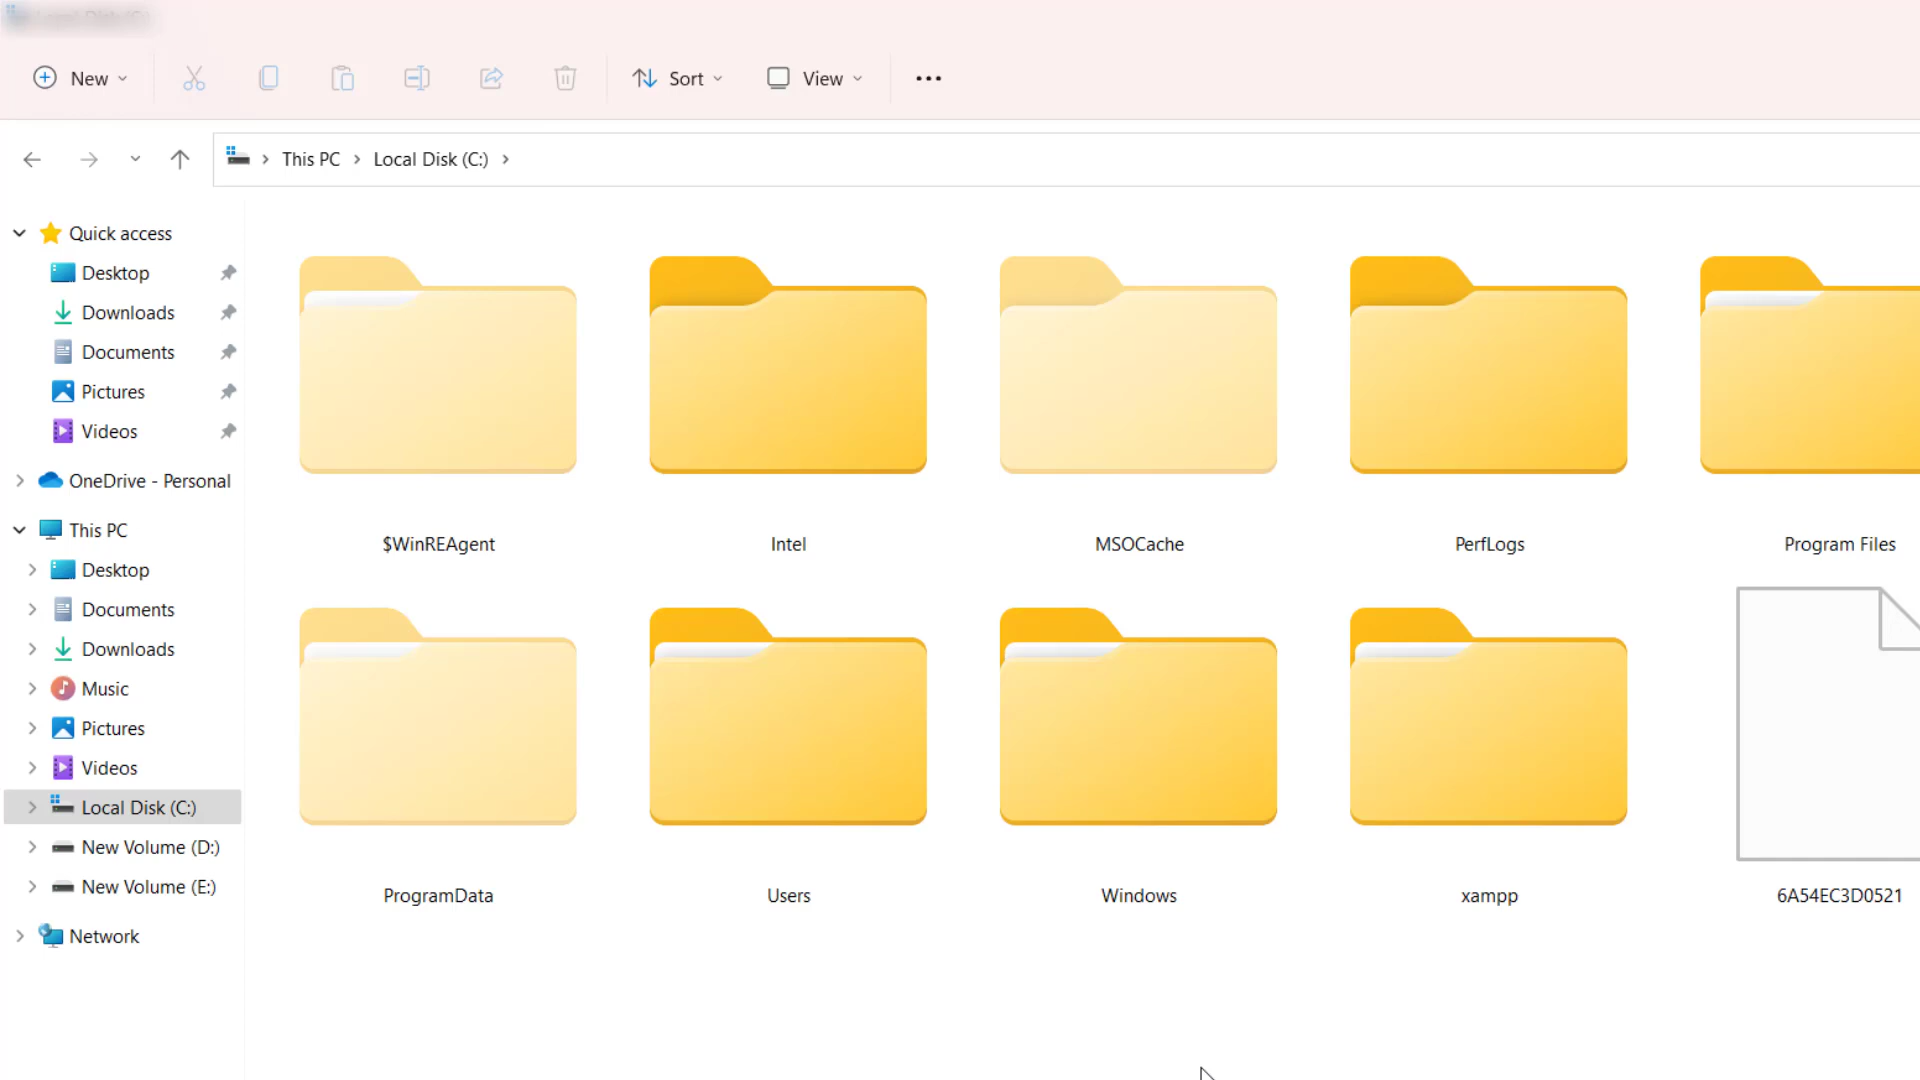 New
Sort
View
This PC
Local Disk (C:)
Quick access
Desktop
Downloads
Documents
Pictures
Videos
OneDrive - Personal
This PC
Desktop
Documents
Downloads
Music
Pictures
Videos
Local Disk (C:)
New Volume (D:)
New Volume (E:)
Network
$WinREAgent
Intel
MSOCache
PerfLogs
Program Files
ProgramData
Users
Windows
xampp
6A54EC3D0521